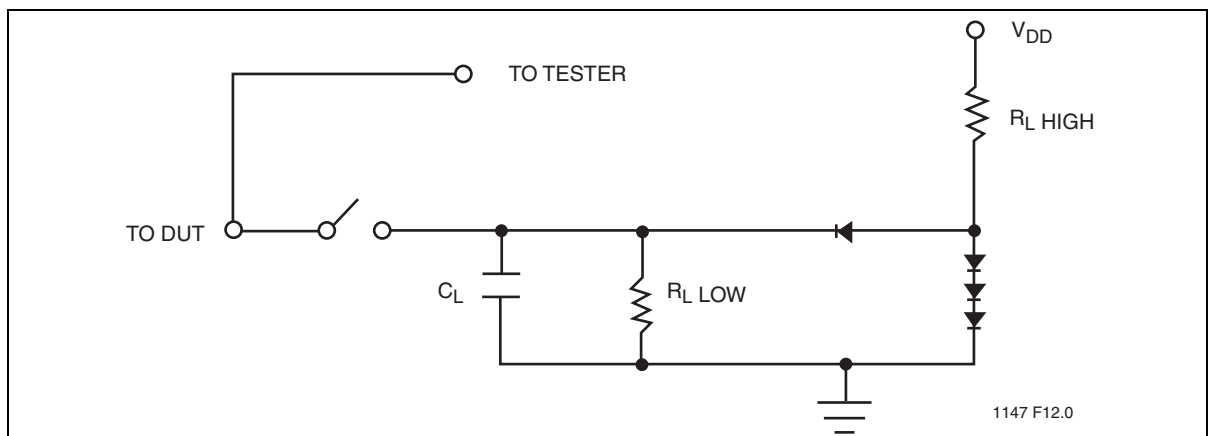 V_DD
TO TESTER
R_L HIGH
TO DUT
C_L
R_L LOW
1147 F12.0